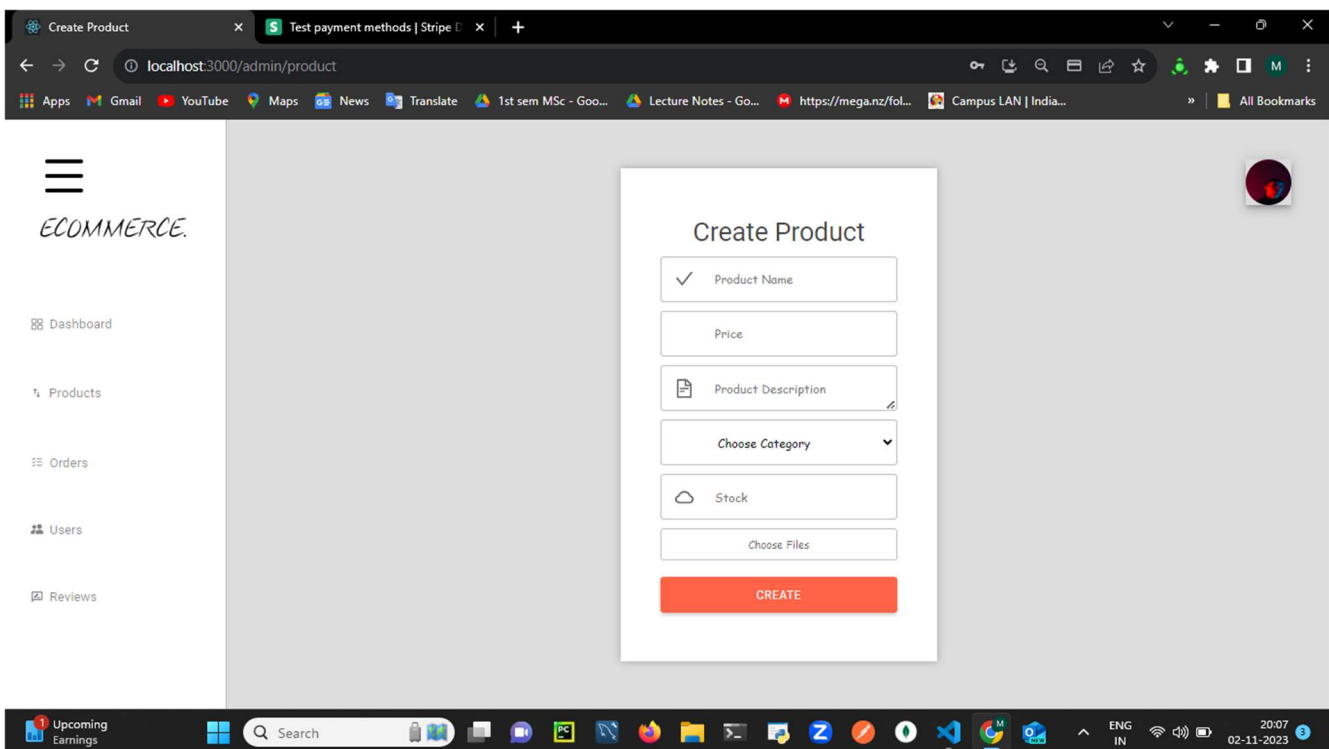 Create Product
S Test payment methods | Stripe D
localhost:3000/admin/product
M
Apps Gmail YouTube Maps News Translate 1st sem MSc - Goo... Lecture Notes - Go... https://mega.nz/fol... Campus LAN | India... » All Bookmarks
ECOMMERCE.
Dashboard
Products
Orders
Users
Reviews
Create Product
Product Name
Price
Product Description
Choose Category
Stock
Choose Files
CREATE
1 Upcoming
Earnings
Search
ENG
IN
20:07
02-11-2023
3